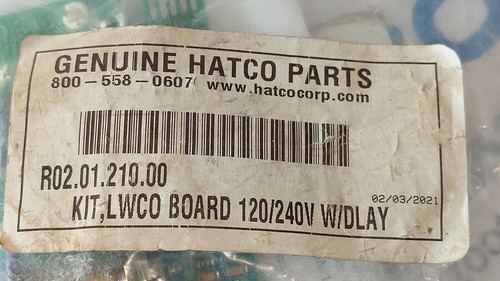 GENUINE HATCO PARTS
800-558-0607 www.hatcocorp.com
R02.01.210.00
02/03/2021
KIT,LWCO BOARD 120/240V W/DLAY